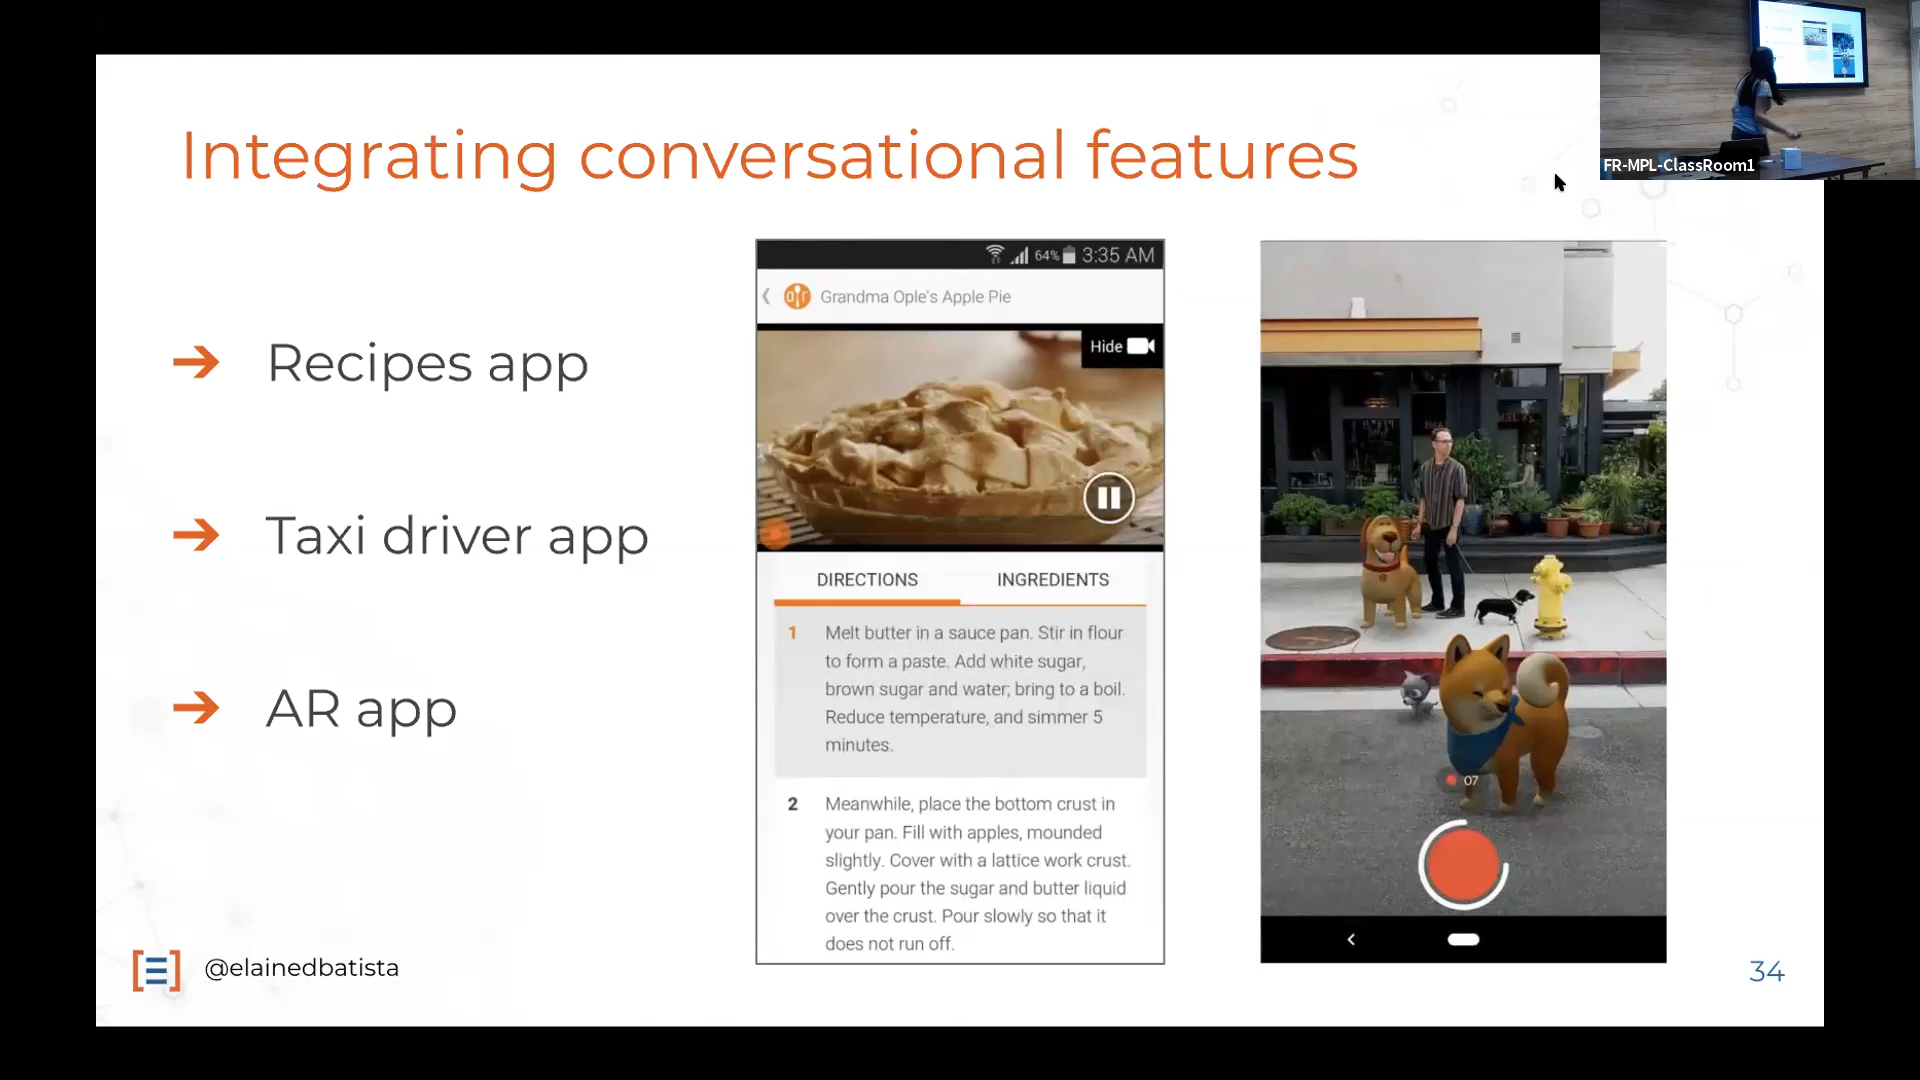 Integrating conversational features
FR-MPL-ClassRoom1
➔ Recipes app
➔ Taxi driver app
➔ AR app
64% 3:35 AM
Grandma Ople's Apple Pie
Hide
DIRECTIONS INGREDIENTS
1 Melt butter in a sauce pan. Stir in flour
to form a paste. Add white sugar,
brown sugar and water; bring to a boil.
Reduce temperature, and simmer 5
minutes.
2 Meanwhile, place the bottom crust in
your pan. Fill with apples, mounded
slightly. Cover with a lattice work crust.
Gently pour the sugar and butter liquid
over the crust. Pour slowly so that it
does not run off.
07
@elainedbatista
34